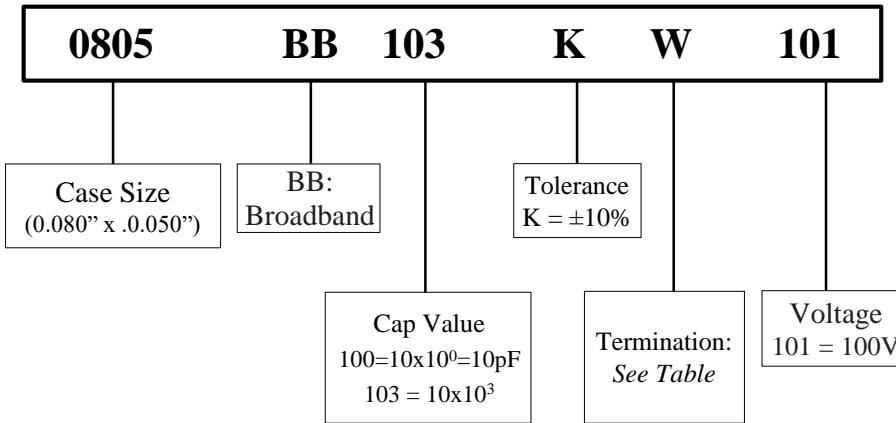 0805 BB 103 K W 101
Case Size
(0.080” x .0.050”)
BB:
Broadband
Tolerance
K = ±10%
Cap Value
100=10x10⁰=10pF
103 = 10x10³
Termination:
See Table
Voltage
101 = 100V